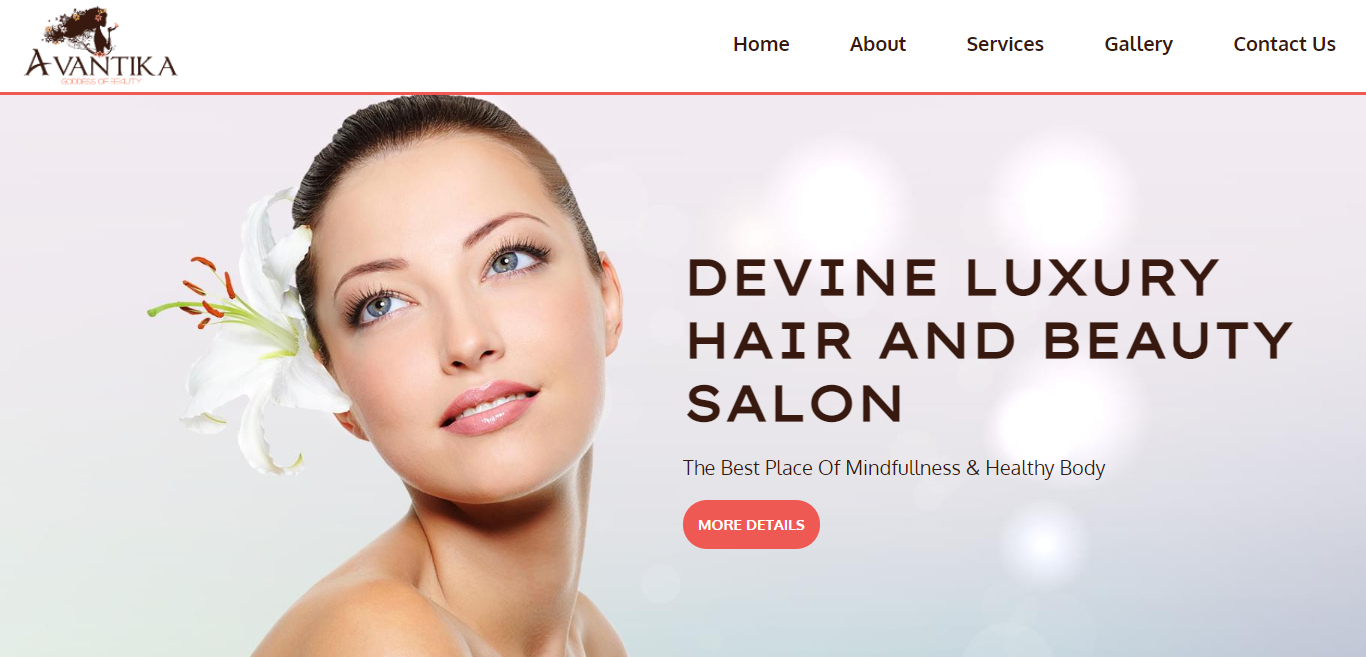 AVANTIKA
GODDESS OF BEAUTY
Home About Services Gallery Contact Us
DEVINE LUXURY
HAIR AND BEAUTY
SALON
The Best Place Of Mindfullness & Healthy Body
MORE DETAILS